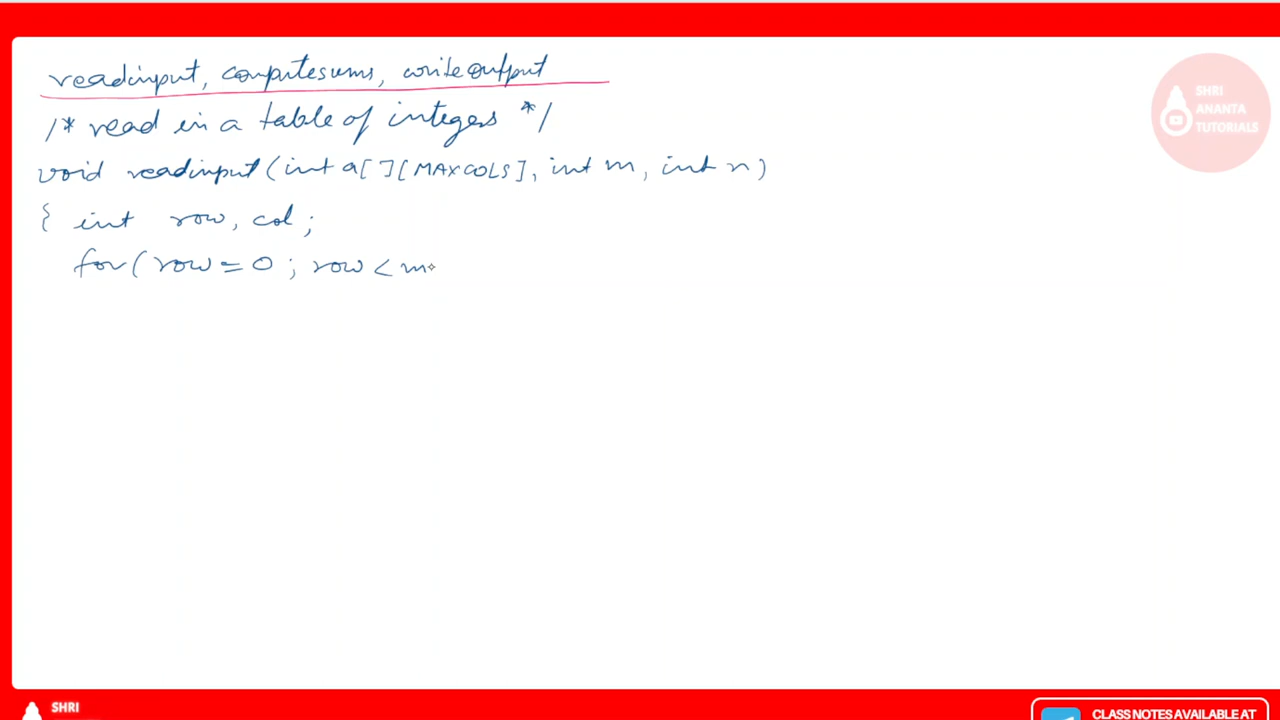 readinput, computesums, writeoutput
/* read in a table of integers */
void readinput(int a[][MAXCOLS], int m, int n)
{ int row, col;
for(row=0; row<m
SHRI
ANANTA
TUTORIALS
SHRI
CLASS NOTES AVAILABLE AT